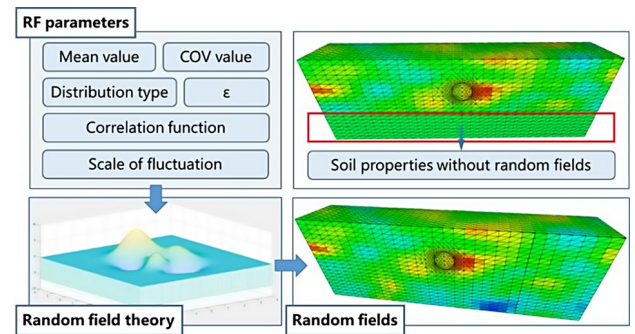 RF parameters
Mean value
COV value
Distribution type
ε
Correlation function
Scale of fluctuation
Soil properties without random fields
Random field theory
Random fields